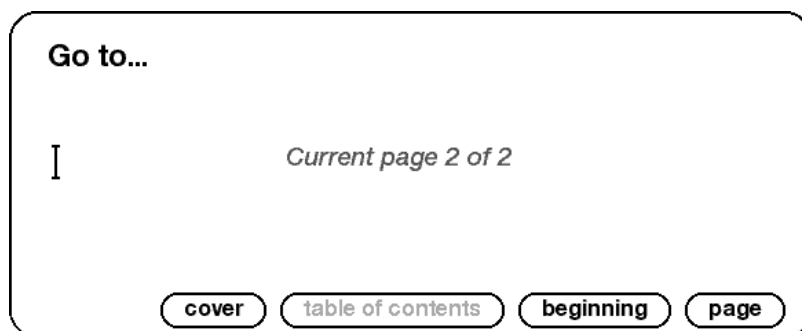 Go to...
Current page 2 of 2
cover table of contents beginning page